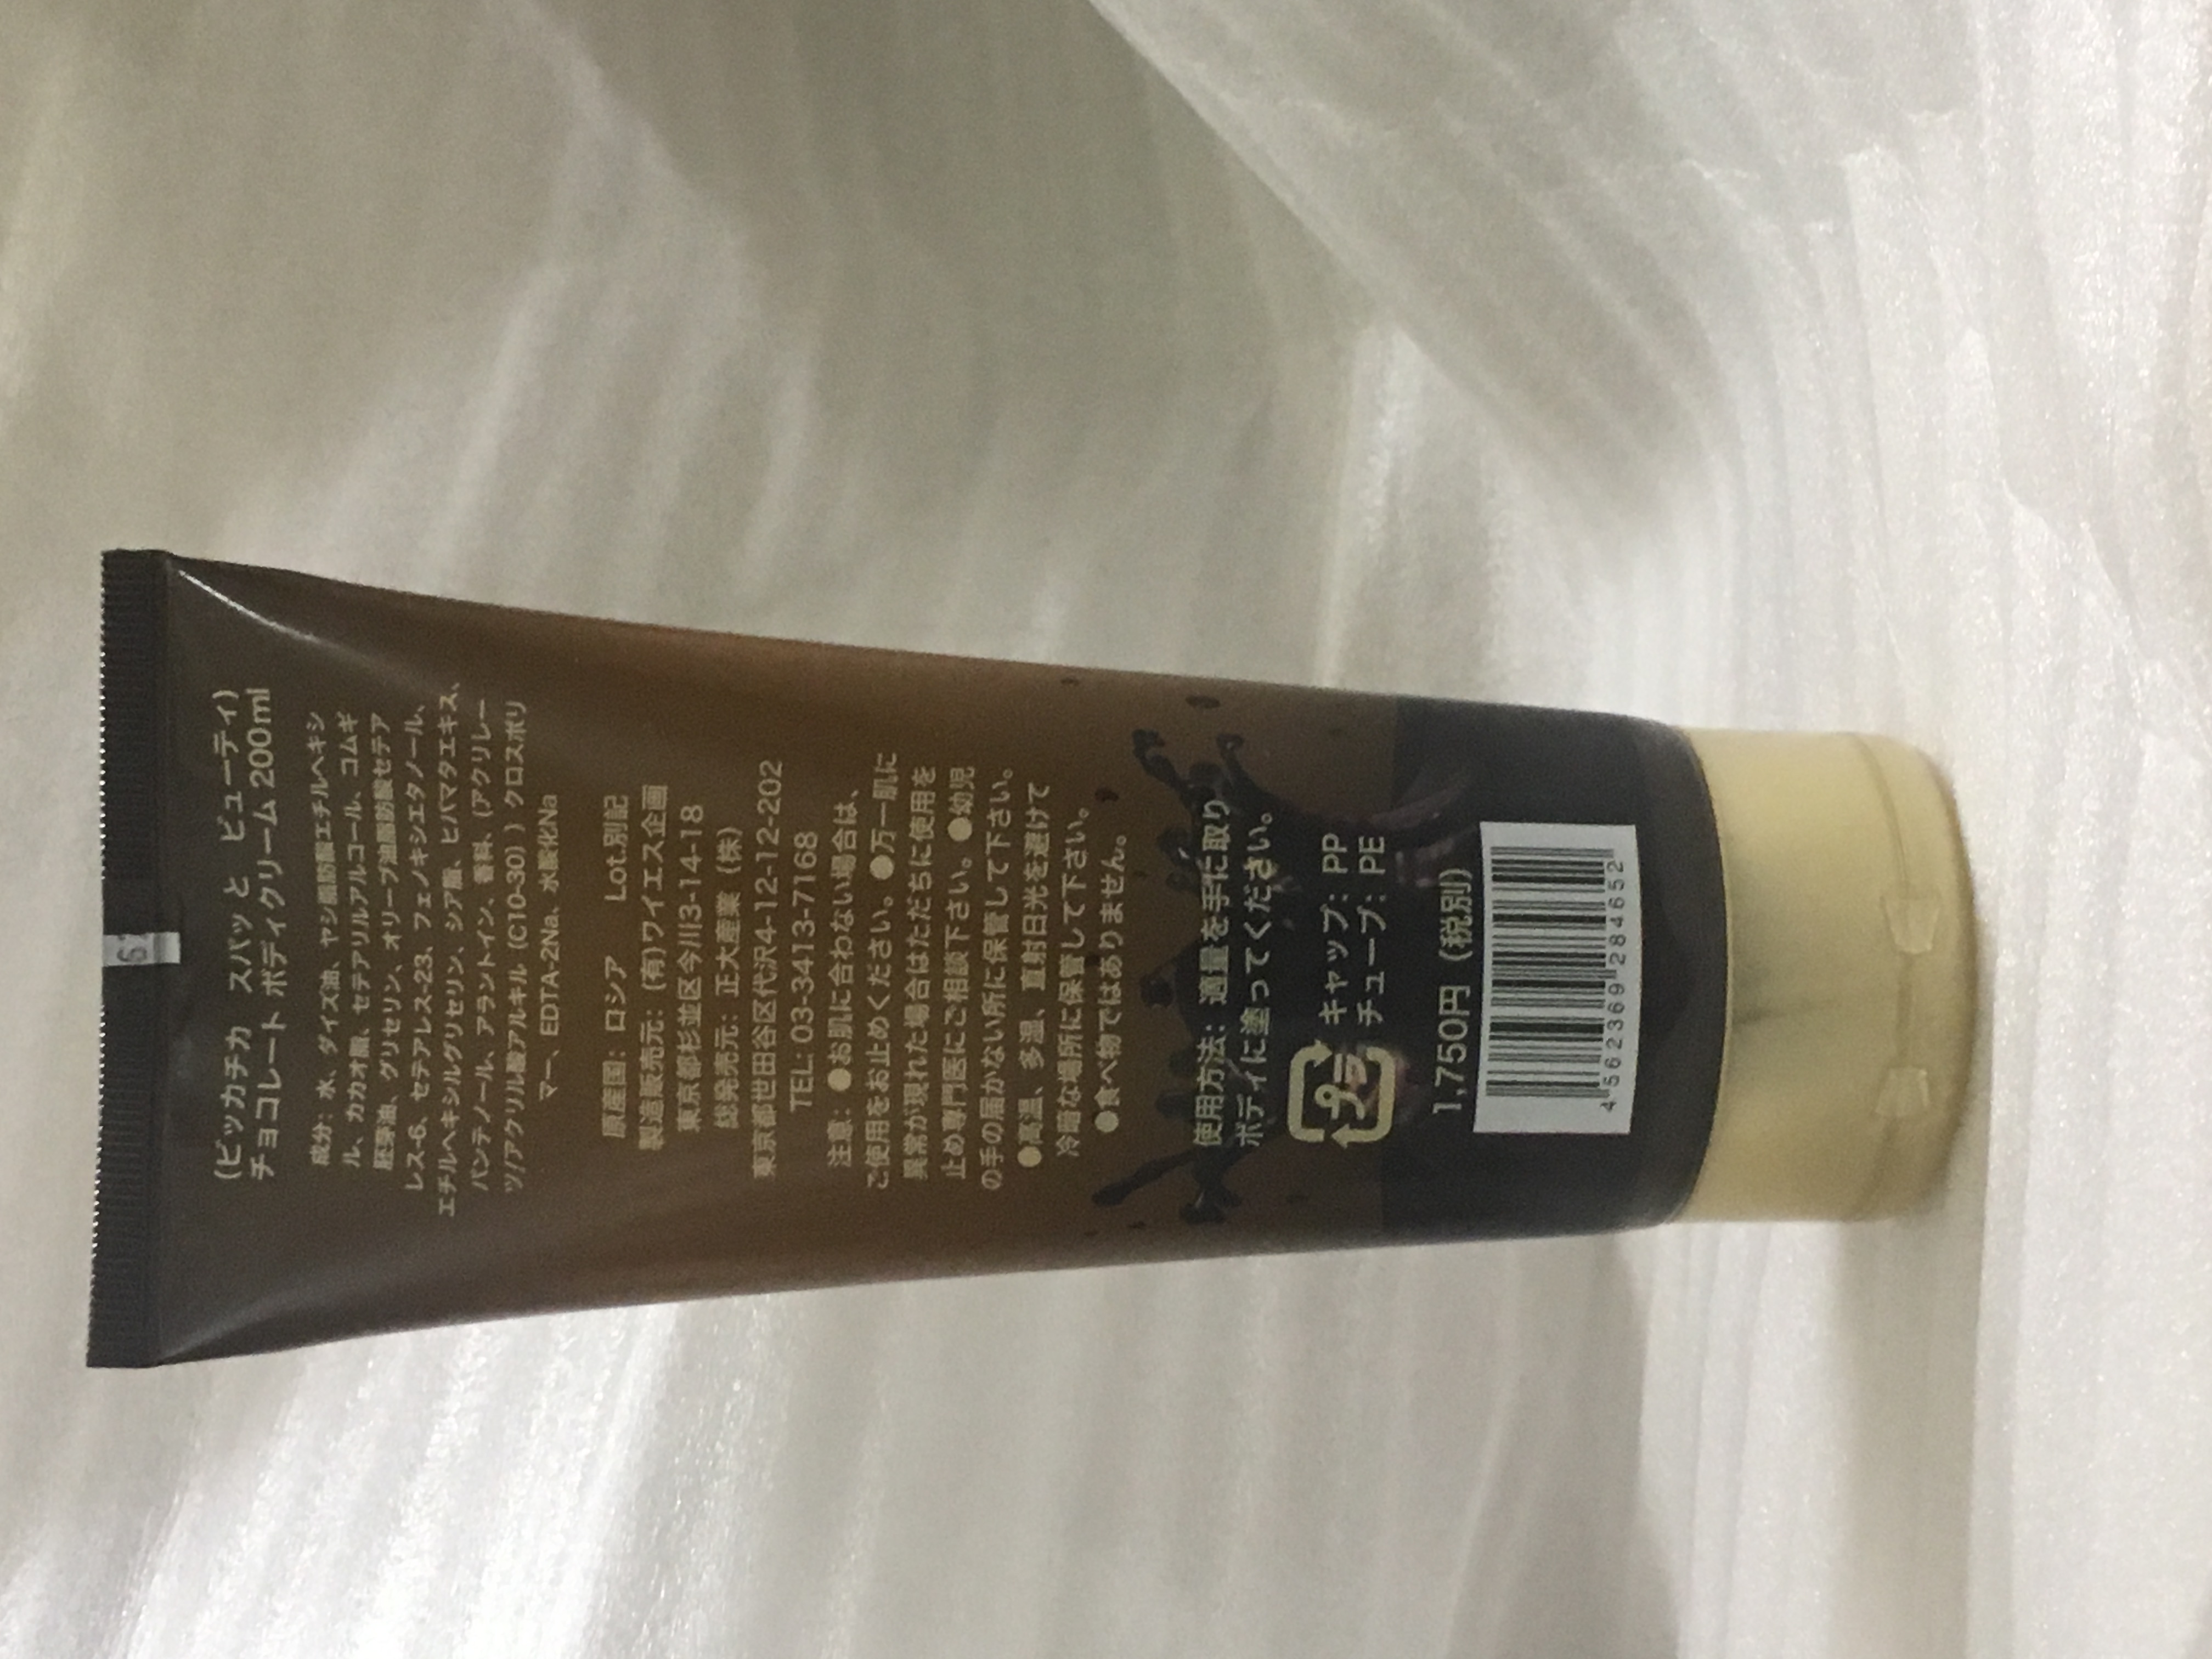 (ビッカチカ スパッと ビューティ)
チョコレート ボディクリーム 200ml
成分：水、ダイズ油、ヤシ脂肪酸エチルヘキシ
ル、カカオ脂、セテアリルアルコール、コムギ
胚芽油、グリセリン、オリーブ油脂肪酸セテア
レス-6、セテアレス-23、フェノキシエタノール、
エチルヘキシルグリセリン、シア脂、ヒバマタエキス、
パンテノール、アラントイン、香料、(アクリレー
ツ/アクリル酸アルキル (C10-30) ) クロスポリ
マー、EDTA-2Na、水酸化Na
原産国：ロシア Lot.別記
製造販売元：(有)ワイエス企画
東京都杉並区今川3-14-18
総発売元：正大産業 (株)
東京都世田谷区代沢4-12-12-202
TEL: 03-3413-7168
注意：●お肌に合わない場合は、
ご使用をお止めください。●万一肌に
異常が現れた場合はただちに使用を
止め専門医にご相談下さい。●幼児
の手の届かない所に保管して下さい。
●高温、多温、直射日光を避けて
冷暗な場所に保管して下さい。
●食べ物ではありません。
使用方法：適量を手に取り
ボディに塗ってください。
プラ キャップ：PP
チューブ：PE
1,750円 (税別)
4 562369 284652